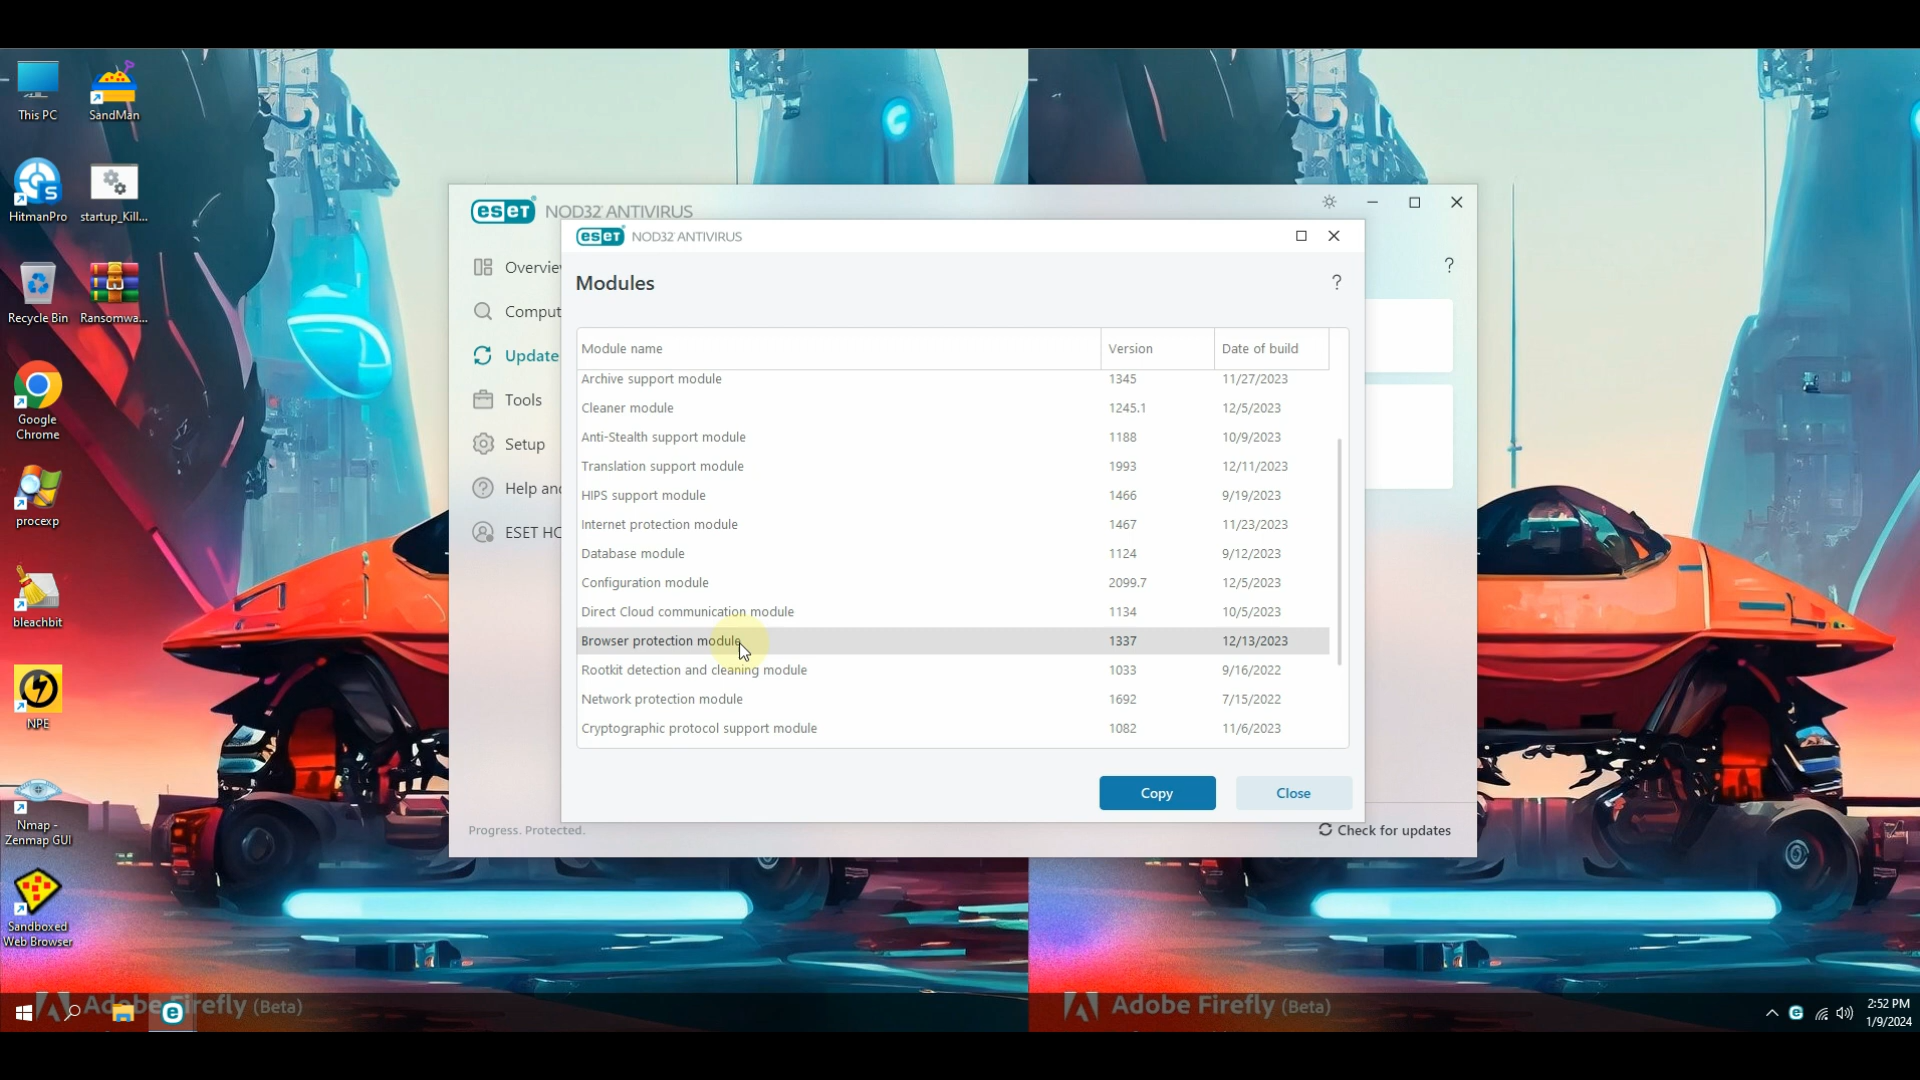 This PC
SandMan
HitmanPro
startup_Kill...
Recycle Bin
Ransomwa...
Google
Chrome
procexp
bleachbit
NPE
Nmap -
Zenmap GUI
Sandboxed
Web Browser
eset NOD32 ANTIVIRUS
Overvie
Comput
Update
Tools
Setup
Help and
ESET HO
Progress. Protected.
Check for updates
?
eset NOD32 ANTIVIRUS
Modules
?
Module name Version Date of build
Archive support module 1345 11/27/2023
Cleaner module 1245.1 12/5/2023
Anti-Stealth support module 1188 10/9/2023
Translation support module 1993 12/11/2023
HIPS support module 1466 9/19/2023
Internet protection module 1467 11/23/2023
Database module 1124 9/12/2023
Configuration module 2099.7 12/5/2023
Direct Cloud communication module 1134 10/5/2023
Browser protection module 1337 12/13/2023
Rootkit detection and cleaning module 1033 9/16/2022
Network protection module 1692 7/15/2022
Cryptographic protocol support module 1082 11/6/2023
Copy
Close
Adobe Firefly (Beta)
Adobe Firefly (Beta)
2:52 PM
1/9/2024